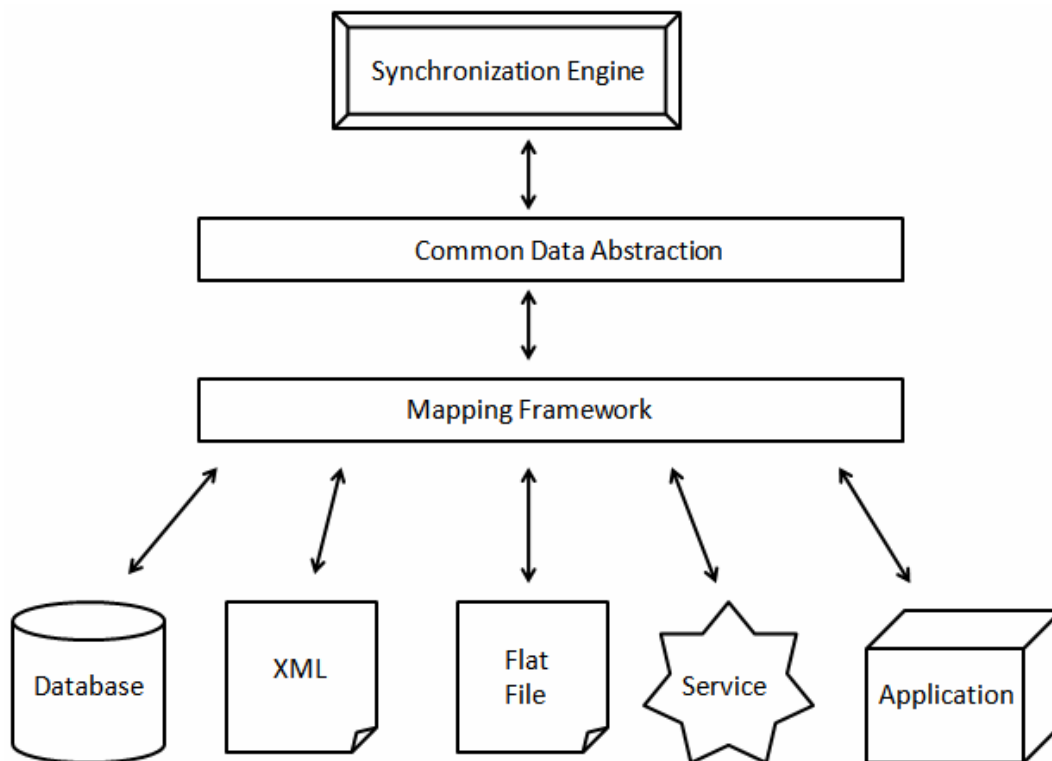 Synchronization Engine
Common Data Abstraction
Mapping Framework
Database
XML
Flat
File
Service
Application